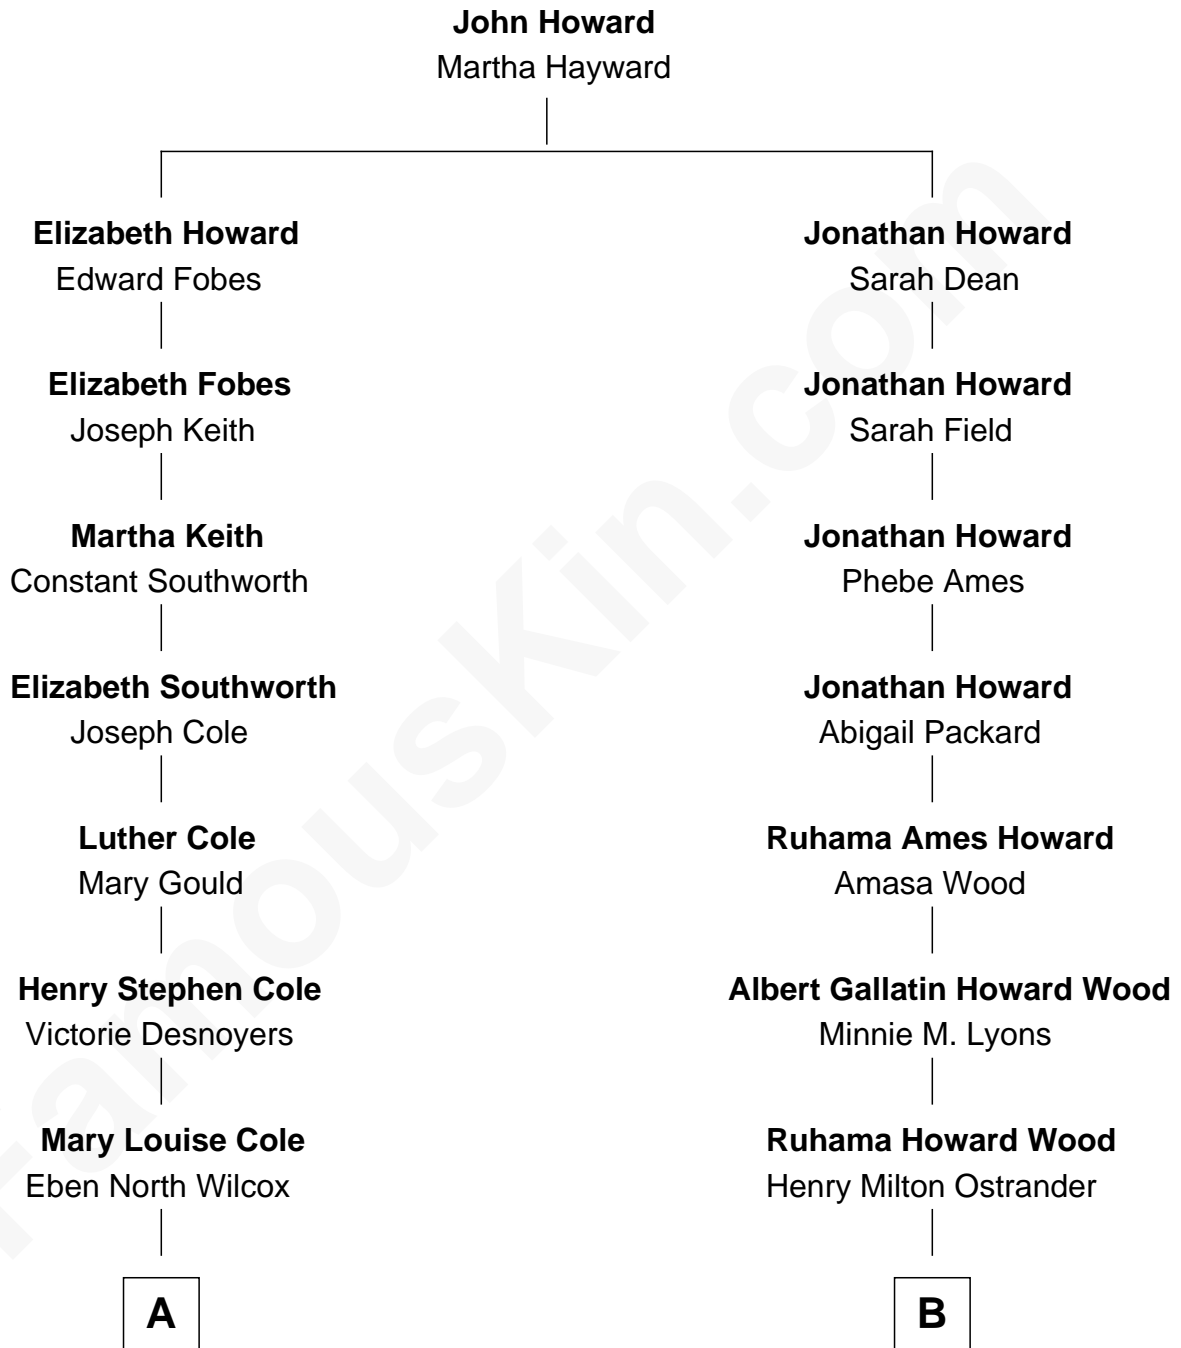 John Howard
Martha Hayward
Elizabeth Howard
Edward Fobes
Jonathan Howard
Sarah Dean
Elizabeth Fobes
Joseph Keith
Jonathan Howard
Sarah Field
Martha Keith
Constant Southworth
Jonathan Howard
Phebe Ames
Elizabeth Southworth
Joseph Cole
Jonathan Howard
Abigail Packard
Luther Cole
Mary Gould
Ruhama Ames Howard
Amasa Wood
Henry Stephen Cole
Victorie Desnoyers
Albert Gallatin Howard Wood
Minnie M. Lyons
Mary Louise Cole
Eben North Wilcox
Ruhama Howard Wood
Henry Milton Ostrander
A
B
FamousKin.com